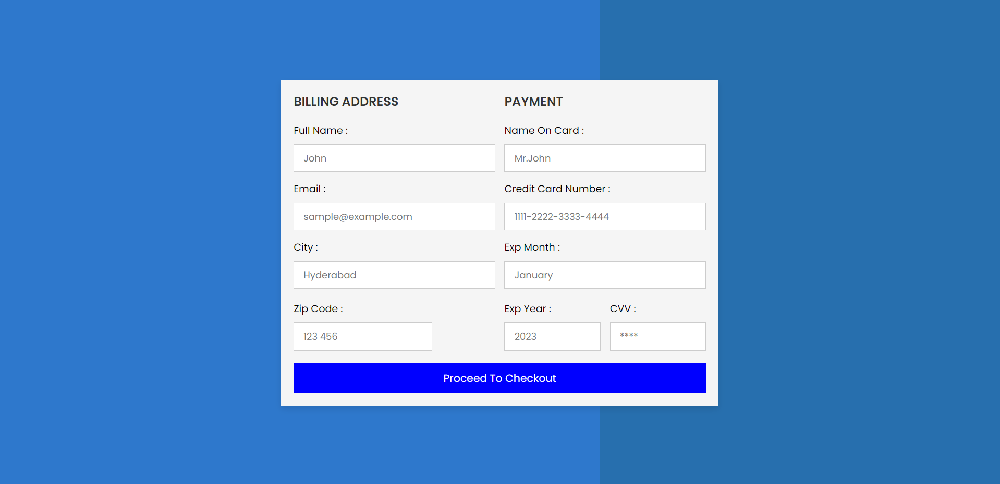 BILLING ADDRESS
Full Name :
John
Email :
sample@example.com
City :
Hyderabad
Zip Code :
123 456
PAYMENT
Name On Card :
Mr.John
Credit Card Number :
1111-2222-3333-4444
Exp Month :
January
Exp Year :
2023
CVV :
****
Proceed To Checkout